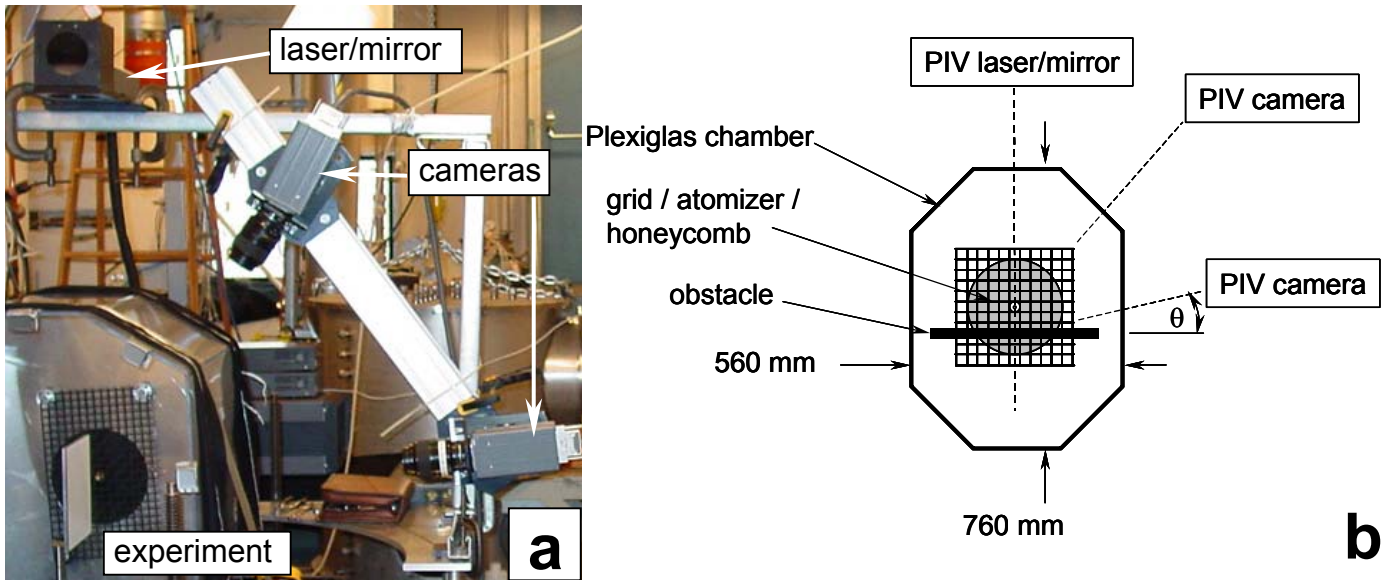 laser/mirror
cameras
experiment
a
PIV laser/mirror
PIV camera
Plexiglas chamber
grid / atomizer /
honeycomb
obstacle
PIV camera
θ
560 mm
760 mm
b